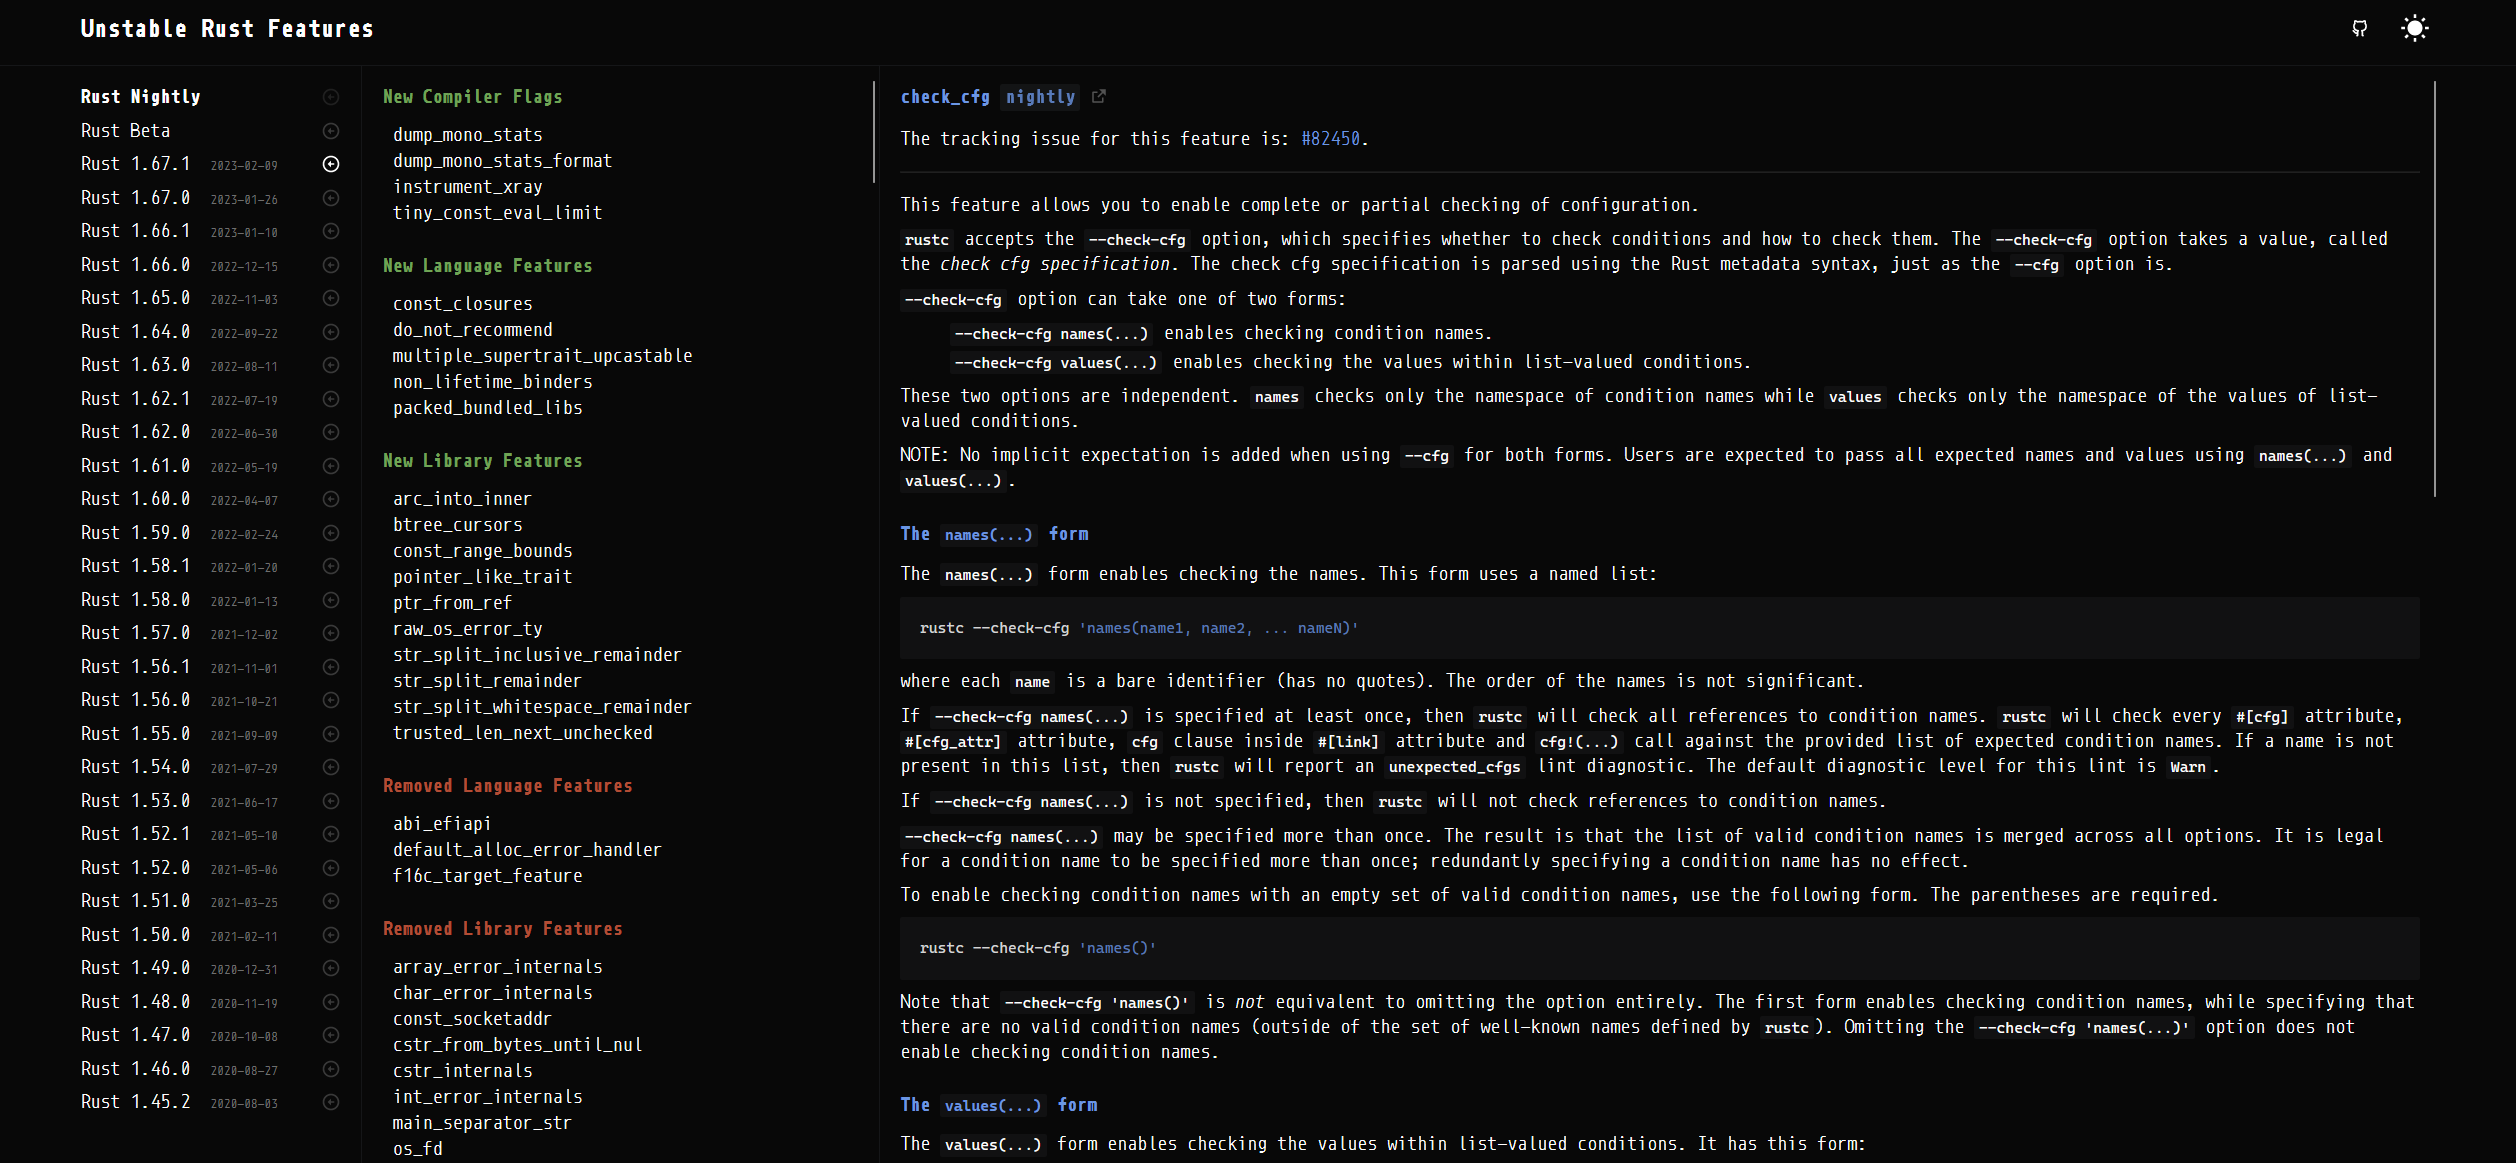 Unstable Rust Features
Rust Nightly
Rust Beta
Rust 1.67.1 2023-02-09
Rust 1.67.0 2023-01-26
Rust 1.66.1 2023-01-10
Rust 1.66.0 2022-12-15
Rust 1.65.0 2022-11-03
Rust 1.64.0 2022-09-22
Rust 1.63.0 2022-08-11
Rust 1.62.1 2022-07-19
Rust 1.62.0 2022-06-30
Rust 1.61.0 2022-05-19
Rust 1.60.0 2022-04-07
Rust 1.59.0 2022-02-24
Rust 1.58.1 2022-01-20
Rust 1.58.0 2022-01-13
Rust 1.57.0 2021-12-02
Rust 1.56.1 2021-11-01
Rust 1.56.0 2021-10-21
Rust 1.55.0 2021-09-09
Rust 1.54.0 2021-07-29
Rust 1.53.0 2021-06-17
Rust 1.52.1 2021-05-10
Rust 1.52.0 2021-05-06
Rust 1.51.0 2021-03-25
Rust 1.50.0 2021-02-11
Rust 1.49.0 2020-12-31
Rust 1.48.0 2020-11-19
Rust 1.47.0 2020-10-08
Rust 1.46.0 2020-08-27
Rust 1.45.2 2020-08-03
New Compiler Flags
dump_mono_stats
dump_mono_stats_format
instrument_xray
tiny_const_eval_limit
New Language Features
const_closures
do_not_recommend
multiple_supertrait_upcastable
non_lifetime_binders
packed_bundled_libs
New Library Features
arc_into_inner
btree_cursors
const_range_bounds
pointer_like_trait
ptr_from_ref
raw_os_error_ty
str_split_inclusive_remainder
str_split_remainder
str_split_whitespace_remainder
trusted_len_next_unchecked
Removed Language Features
abi_efiapi
default_alloc_error_handler
f16c_target_feature
Removed Library Features
array_error_internals
char_error_internals
const_socketaddr
cstr_from_bytes_until_nul
cstr_internals
int_error_internals
main_separator_str
os_fd
check_cfg nightly
The tracking issue for this feature is: #82450.
This feature allows you to enable complete or partial checking of configuration.
rustc accepts the --check-cfg option, which specifies whether to check conditions and how to check them. The --check-cfg option takes a value, called
the check cfg specification. The check cfg specification is parsed using the Rust metadata syntax, just as the --cfg option is.
--check-cfg option can take one of two forms:
--check-cfg names(...) enables checking condition names.
--check-cfg values(...) enables checking the values within list-valued conditions.
These two options are independent. names checks only the namespace of condition names while values checks only the namespace of the values of list-
valued conditions.
NOTE: No implicit expectation is added when using --cfg for both forms. Users are expected to pass all expected names and values using names(...) and
values(...).
The names(...) form
The names(...) form enables checking the names. This form uses a named list:
rustc --check-cfg 'names(name1, name2, ... nameN)'
where each name is a bare identifier (has no quotes). The order of the names is not significant.
If --check-cfg names(...) is specified at least once, then rustc will check all references to condition names. rustc will check every #[cfg] attribute,
#[cfg_attr] attribute, cfg clause inside #[link] attribute and cfg!(...) call against the provided list of expected condition names. If a name is not
present in this list, then rustc will report an unexpected_cfgs lint diagnostic. The default diagnostic level for this lint is Warn.
If --check-cfg names(...) is not specified, then rustc will not check references to condition names.
--check-cfg names(...) may be specified more than once. The result is that the list of valid condition names is merged across all options. It is legal
for a condition name to be specified more than once; redundantly specifying a condition name has no effect.
To enable checking condition names with an empty set of valid condition names, use the following form. The parentheses are required.
rustc --check-cfg 'names()'
Note that --check-cfg 'names()' is not equivalent to omitting the option entirely. The first form enables checking condition names, while specifying that
there are no valid condition names (outside of the set of well-known names defined by rustc). Omitting the --check-cfg 'names(...)' option does not
enable checking condition names.
The values(...) form
The values(...) form enables checking the values within list-valued conditions. It has this form: